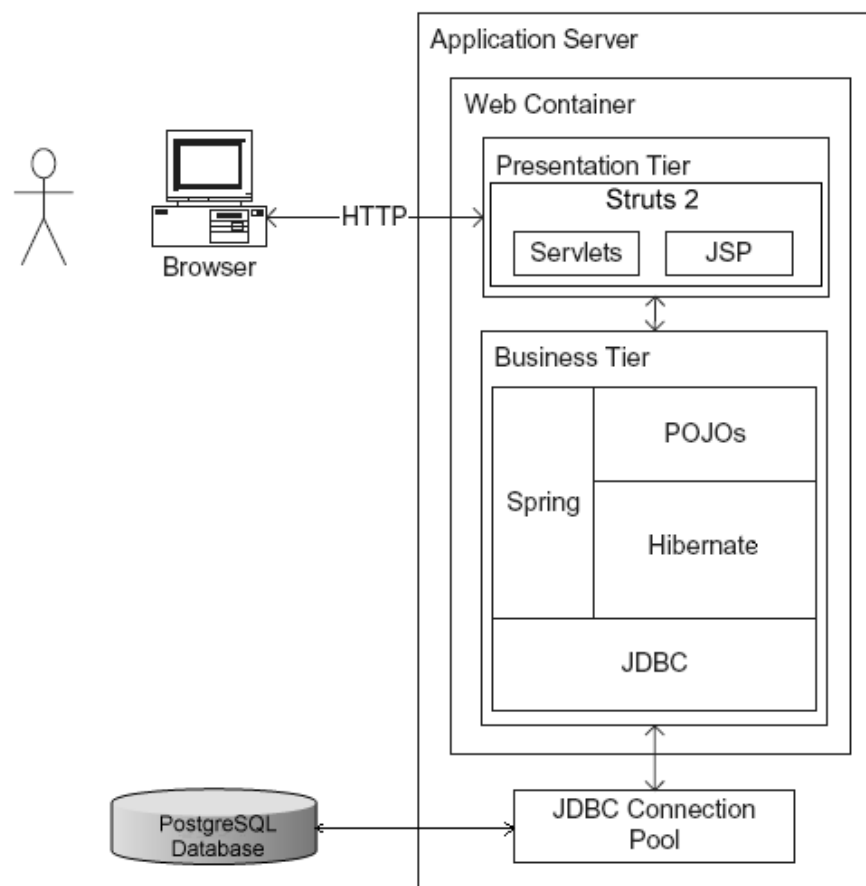 Application Server
Web Container
Presentation Tier
Struts 2
Servlets
JSP
HTTP
Browser
Business Tier
POJOs
Spring
Hibernate
JDBC
JDBC Connection
Pool
PostgreSQL
Database